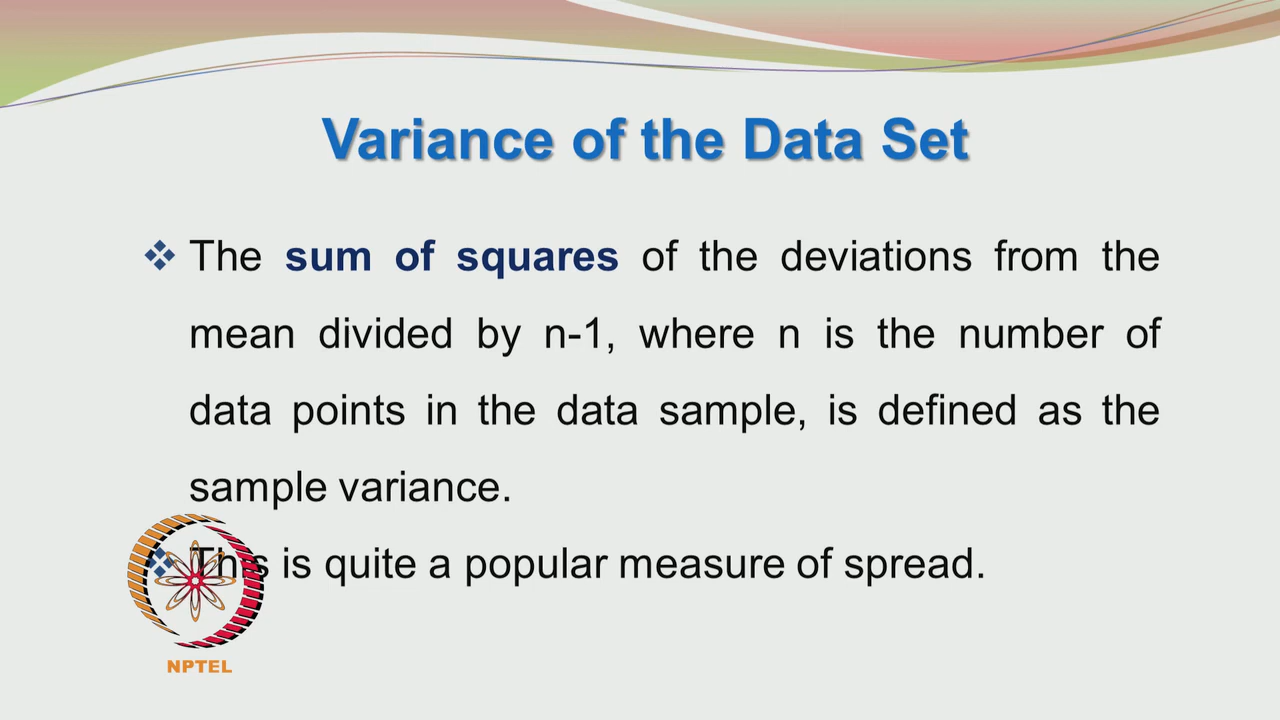 Variance of the Data Set
The sum of squares of the deviations from the
mean divided by n-1, where n is the number of
data points in the data sample, is defined as the
sample variance.
This is quite a popular measure of spread.
NPTEL